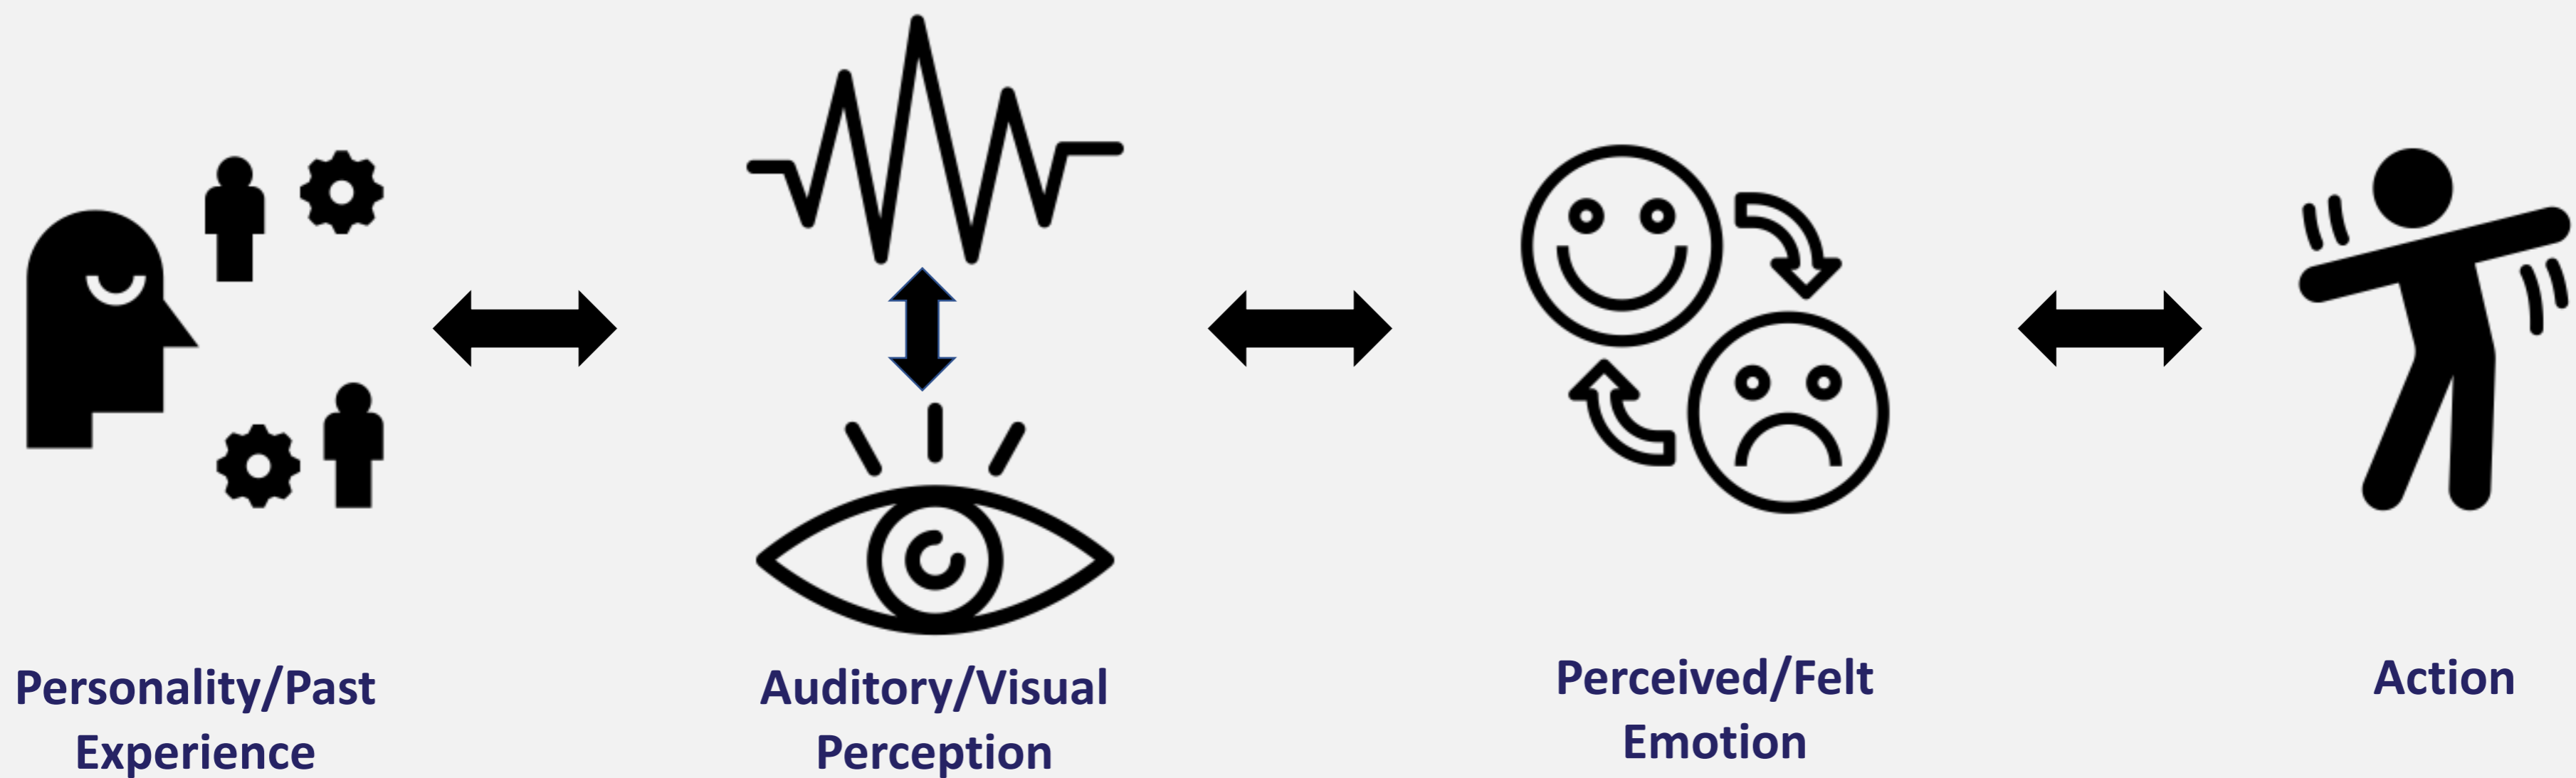 Personality/Past
Experience
Auditory/Visual
Perception
Perceived/Felt
Emotion
Action